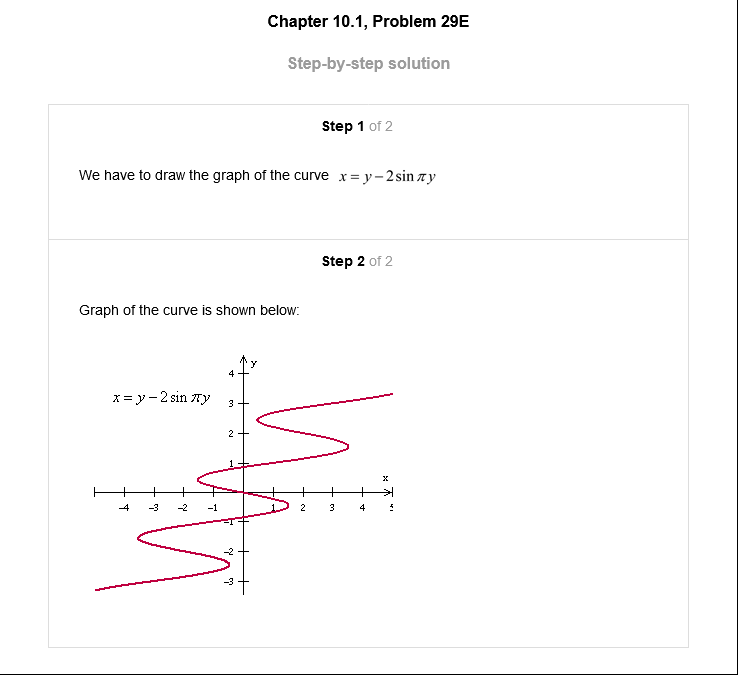 Chapter 10.1, Problem 29E
Step-by-step solution
Step 1 of 2
We have to draw the graph of the curve x = y − 2 sin π y
Step 2 of 2
Graph of the curve is shown below:
y
4
x = y − 2 sin πy
3
2
1
x
−4 −3 −2 −1 1 2 3 4 5
−1
−2
−3